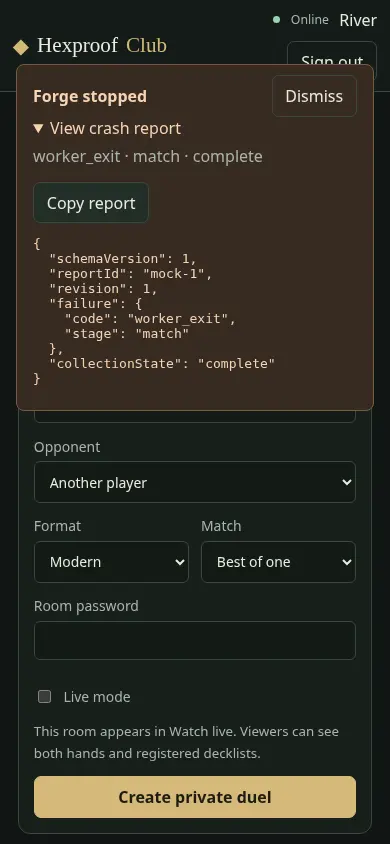 Online River
Hexproof Club
Sign out
Forge stopped
Dismiss
▼ View crash report
worker_exit · match · complete
Copy report
{
  "schemaVersion": 1,
  "reportId": "mock-1",
  "revision": 1,
  "failure": {
    "code": "worker_exit",
    "stage": "match"
  },
  "collectionState": "complete"
}
Opponent
Another player
Format Match
Modern Best of one
Room password
Live mode
This room appears in Watch live. Viewers can see
both hands and registered decklists.
Create private duel